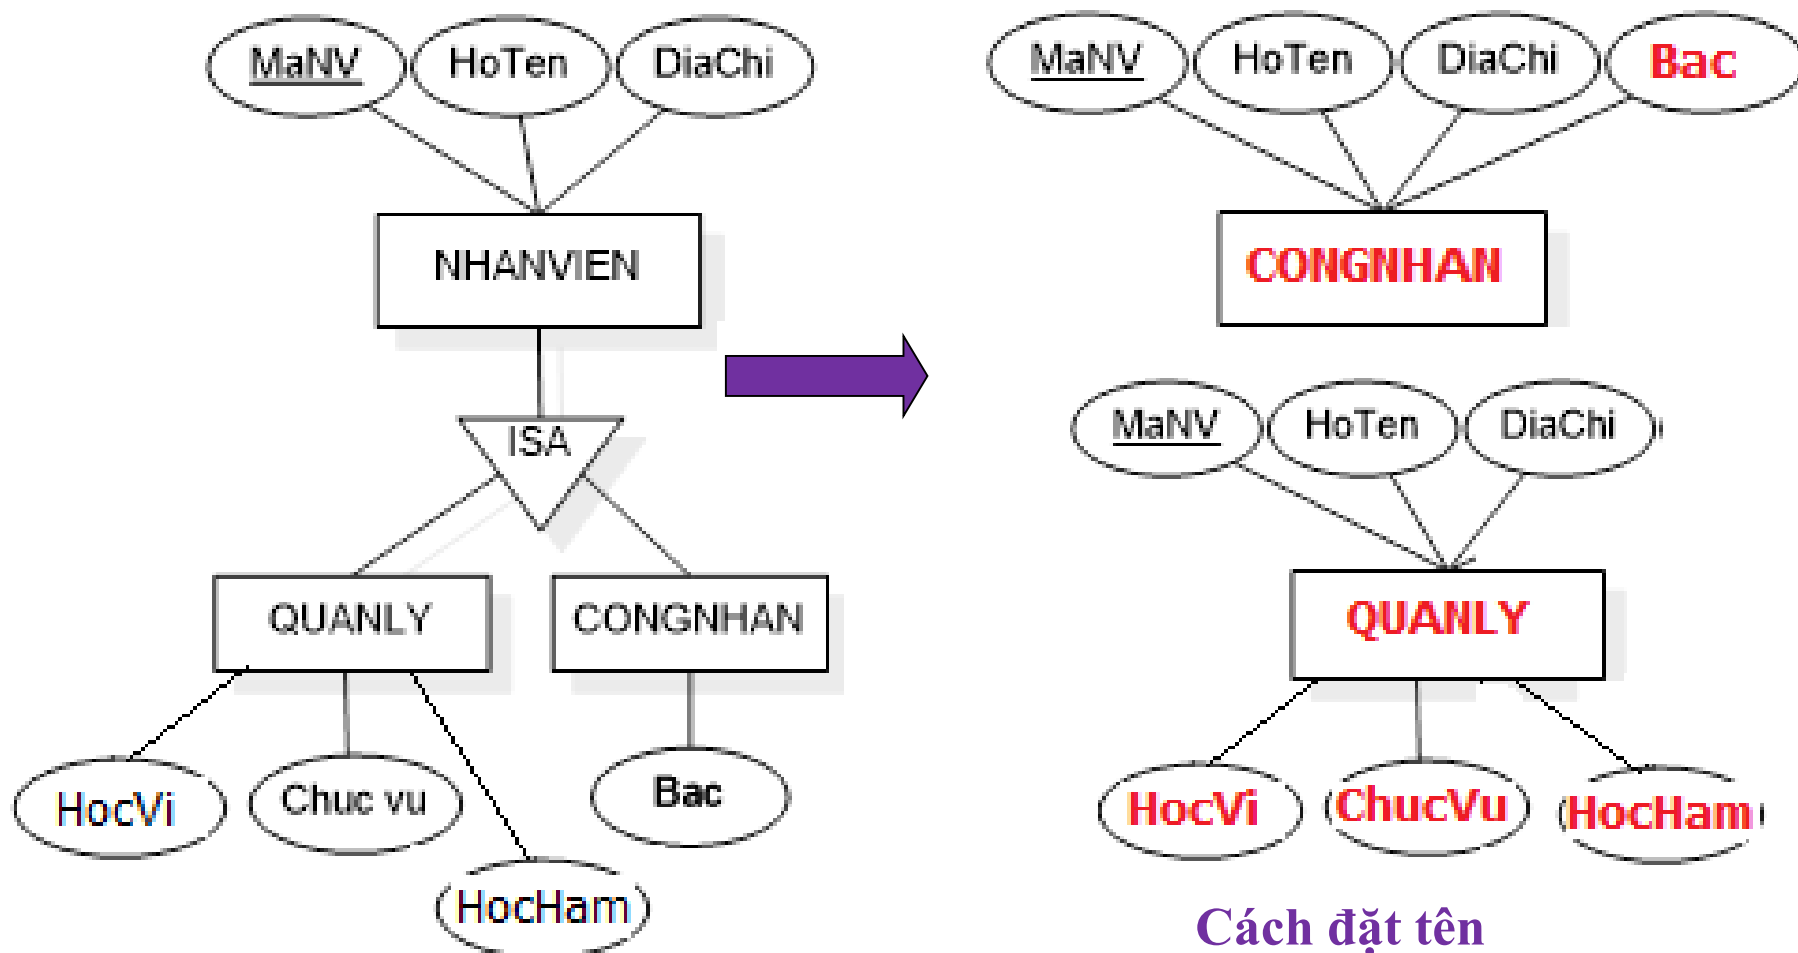 MaNV HoTen DiaChi
NHANVIEN
ISA
QUANLY CONGNHAN
HocVi Chuc vu Bac
HocHam
MaNV HoTen DiaChi Bac
CONGNHAN
MaNV HoTen DiaChi
QUANLY
HocVi ChucVu HocHam
Cách đặt tên